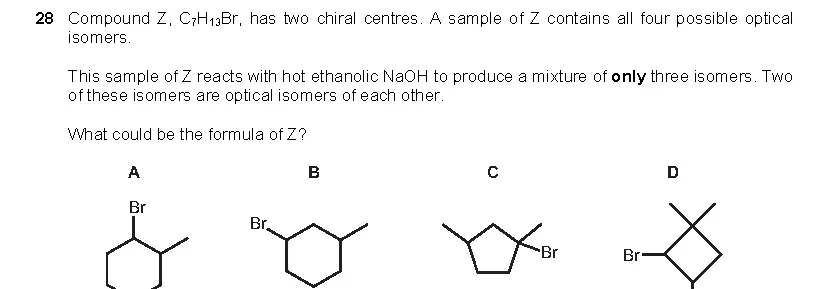 28 Compound Z, C₇H₁₃Br, has two chiral centres. A sample of Z contains all four possible optical
isomers.
This sample of Z reacts with hot ethanolic NaOH to produce a mixture of only three isomers. Two
of these isomers are optical isomers of each other.
What could be the formula of Z?
A B C D
Br
Br
Br
Br